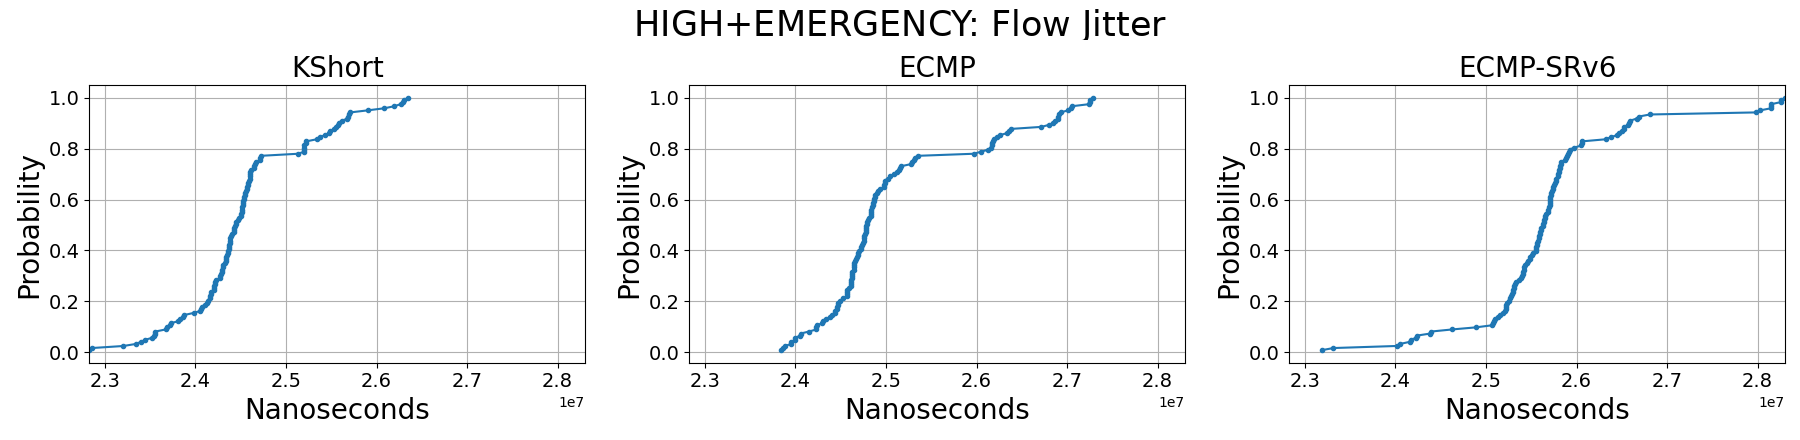 HIGH+EMERGENCY: Flow Jitter
KShort
Probability
1.0
0.8
0.6
0.4
0.2
0.0
2.3 2.4 2.5 2.6 2.7 2.8
1e7
Nanoseconds
ECMP
Probability
1.0
0.8
0.6
0.4
0.2
0.0
2.3 2.4 2.5 2.6 2.7 2.8
1e7
Nanoseconds
ECMP-SRv6
Probability
1.0
0.8
0.6
0.4
0.2
0.0
2.3 2.4 2.5 2.6 2.7 2.8
1e7
Nanoseconds